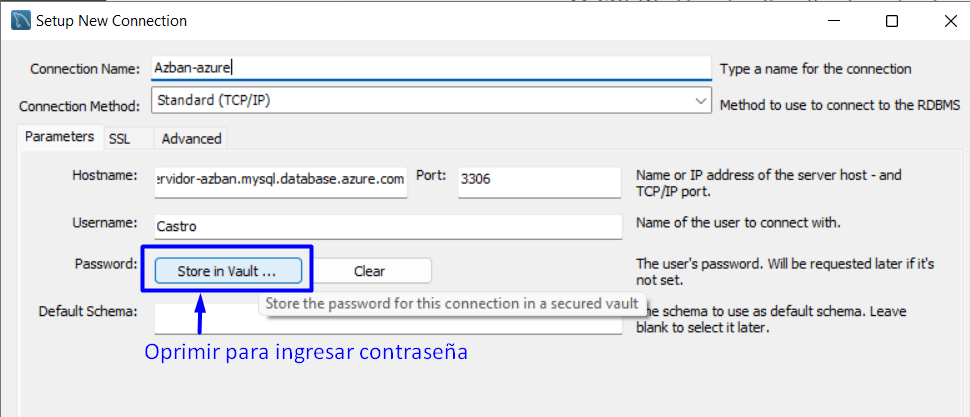 Setup New Connection
Connection Name: Azban-azure Type a name for the connection
Connection Method: Standard (TCP/IP) Method to use to connect to the RDBMS
Parameters SSL Advanced
Hostname: ervidor-azban.mysql.database.azure.com Port: 3306 Name or IP address of the server host - and
TCP/IP port.
Username: Castro Name of the user to connect with.
Password: Store in Vault ... Clear The user's password. Will be requested later if it's
not set.
Store the password for this connection in a secured vault
Default Schema: The schema to use as default schema. Leave
blank to select it later.
Oprimir para ingresar contraseña